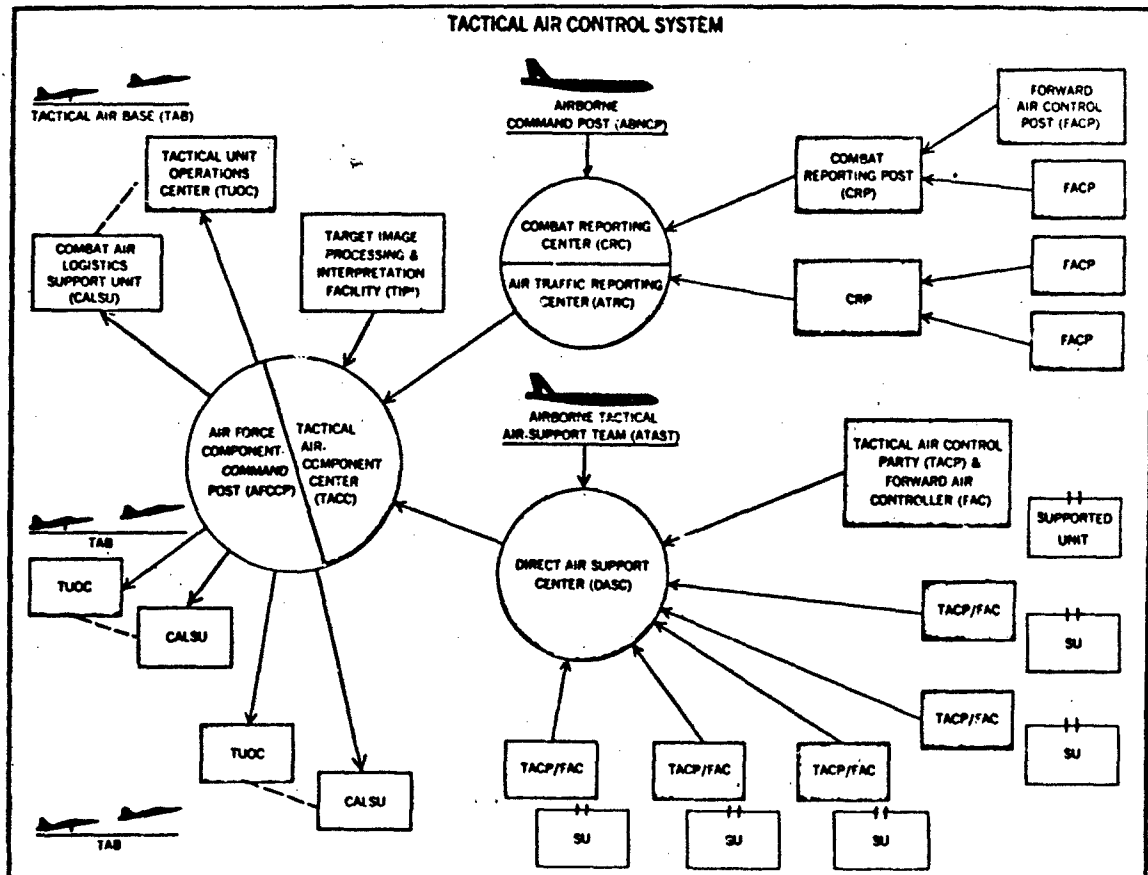 TACTICAL AIR CONTROL SYSTEM
TACTICAL AIR BASE (TAB)
TACTICAL UNIT
OPERATIONS
CENTER (TUOC)
COMBAT AIR
LOGISTICS
SUPPORT UNIT
(CALSU)
TARGET IMAGE
PROCESSING &
INTERPRETATION
FACILITY
AIRBORNE
COMMAND POST (ABNCP)
COMBAT REPORTING
CENTER (CRC)
AIR TRAFFIC REPORTING
CENTER (ATRC)
COMBAT
REPORTING POST
(CRP)
FORWARD
AIR CONTROL
POST (FACP)
FACP
CRP
FACP
FACP
AIR FORCE
COMPONENT-
COMMAND
POST (AFCCP)
TACTICAL
AIR-
COMPONENT
CENTER
(TACC)
AIRBORNE TACTICAL
AIR-SUPPORT TEAM (ATAST)
DIRECT AIR SUPPORT
CENTER (DASC)
TACTICAL AIR CONTROL
PARTY (TACP) &
FORWARD AIR
CONTROLLER (FAC)
SUPPORTED
UNIT
TACP/FAC
SU
TACP/FAC
SU
TAB
TUOC
CALSU
TUOC
CALSU
TAB
TACP/FAC
SU
TACP/FAC
SU
TACP/FAC
SU